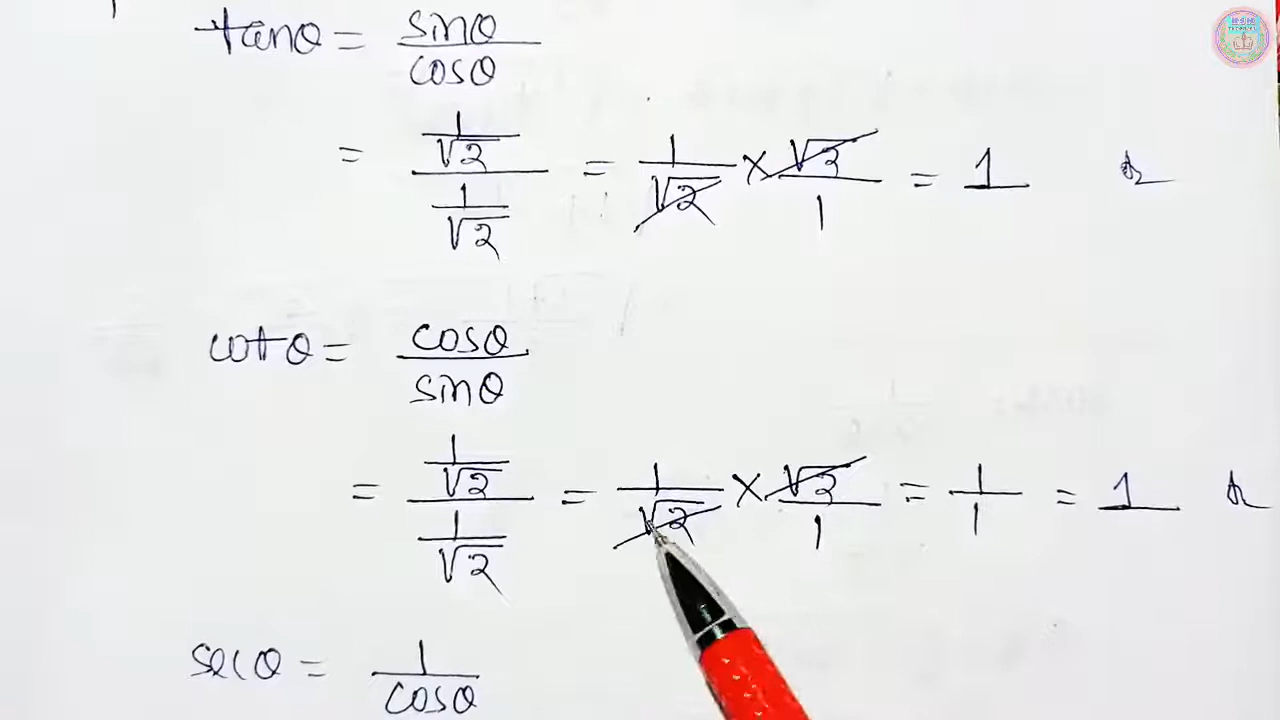 tanθ = sinθ/cosθ
= (1/√2)/(1/√2) = 1/√2 × √2/1 = 1
cotθ = cosθ/sinθ
= (1/√2)/(1/√2) = 1/√2 × √2/1 = 1/1 = 1
secθ = 1/cosθ